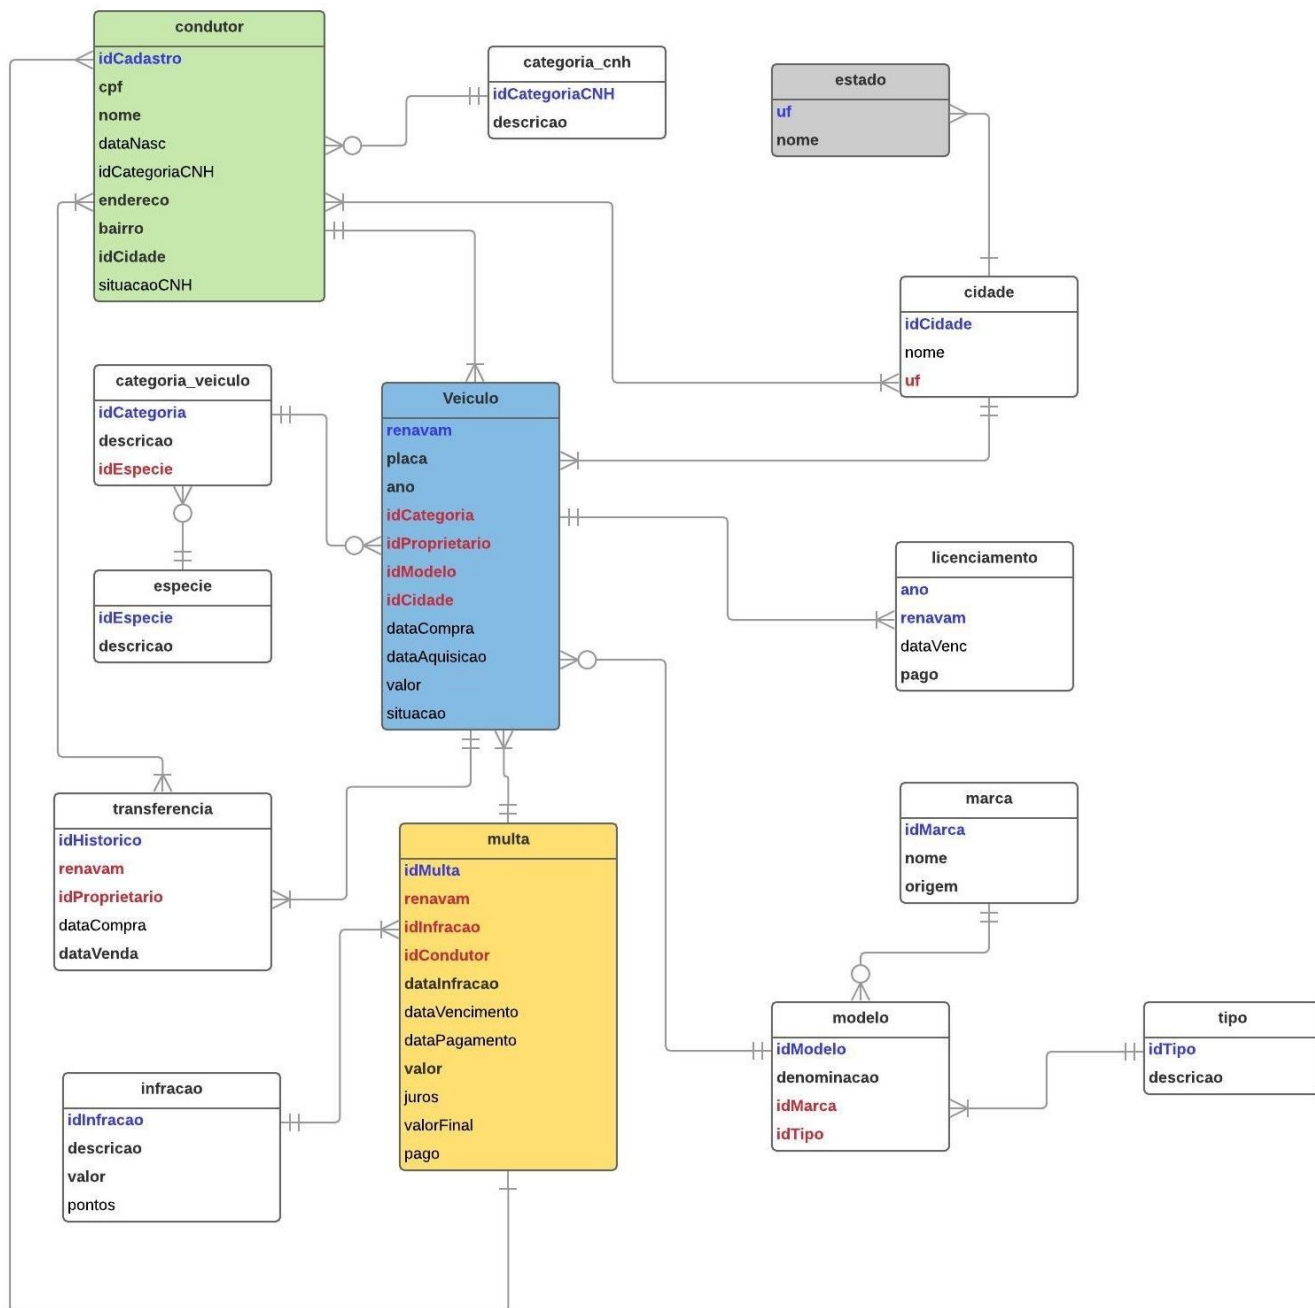 condutor
idCadastro
cpf
nome
dataNasc
idCategoriaCNH
endereco
bairro
idCidade
situacaoCNH
categoria_cnh
idCategoriaCNH
descricao
estado
uf
nome
cidade
idCidade
nome
uf
categoria_veiculo
idCategoria
descricao
idEspecie
Veiculo
renavam
placa
ano
idCategoria
idProprietario
idModelo
idCidade
dataCompra
dataAquisicao
valor
situacao
especie
idEspecie
descricao
licenciamento
ano
renavam
dataVenc
pago
transferencia
idHistorico
renavam
idProprietario
dataCompra
dataVenda
multa
idMulta
renavam
idInfracao
idCondutor
dataInfracao
dataVencimento
dataPagamento
valor
juros
valorFinal
pago
marca
idMarca
nome
origem
modelo
idModelo
denominacao
idMarca
idTipo
tipo
idTipo
descricao
infracao
idInfracao
descricao
valor
pontos